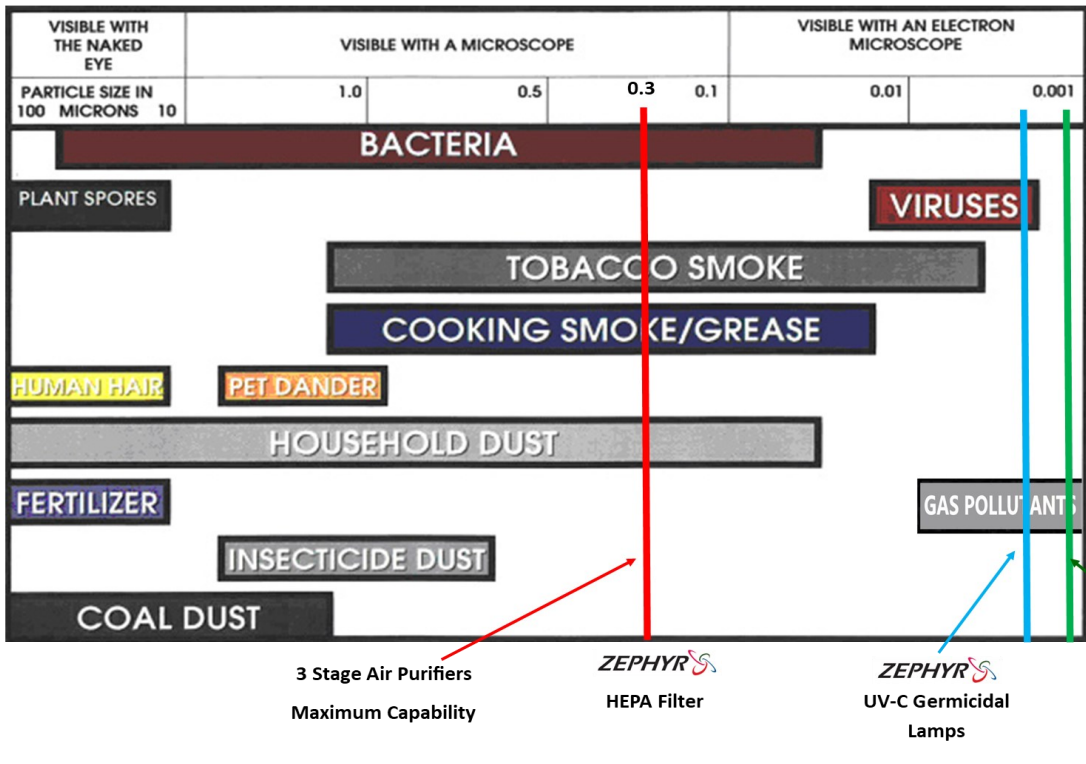 VISIBLE WITH
THE NAKED
EYE
VISIBLE WITH A MICROSCOPE
VISIBLE WITH AN ELECTRON
MICROSCOPE
PARTICLE SIZE IN
100 MICRONS 10
1.0
0.5
0.3
0.1
0.01
0.001
BACTERIA
PLANT SPORES
VIRUSES
TOBACCO SMOKE
COOKING SMOKE/GREASE
HUMAN HAIR
PET DANDER
HOUSEHOLD DUST
FERTILIZER
GAS POLLUTANTS
INSECTICIDE DUST
COAL DUST
3 Stage Air Purifiers
Maximum Capability
ZEPHYR
HEPA Filter
ZEPHYR
UV-C Germicidal
Lamps